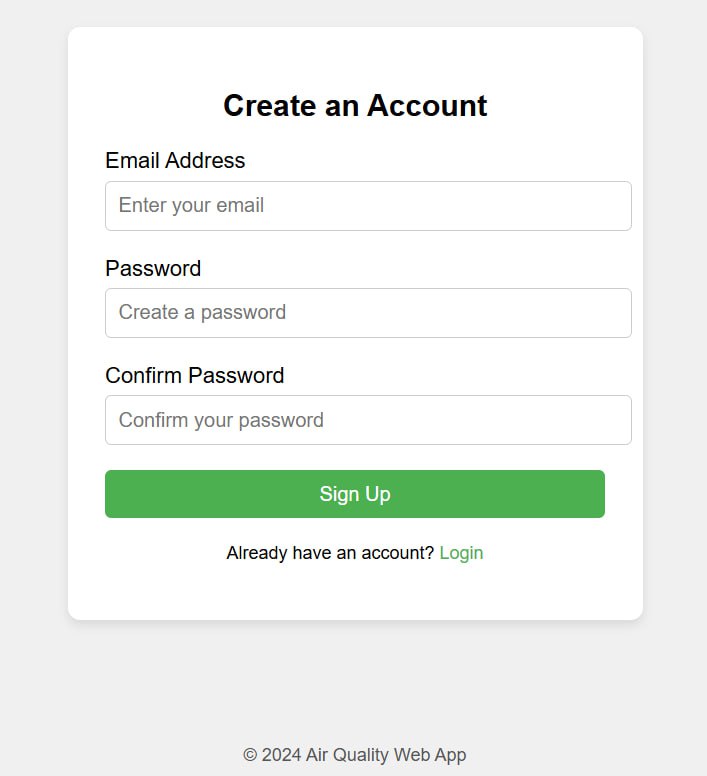 Create an Account
Email Address
Enter your email
Password
Create a password
Confirm Password
Confirm your password
Sign Up
Already have an account? Login
© 2024 Air Quality Web App